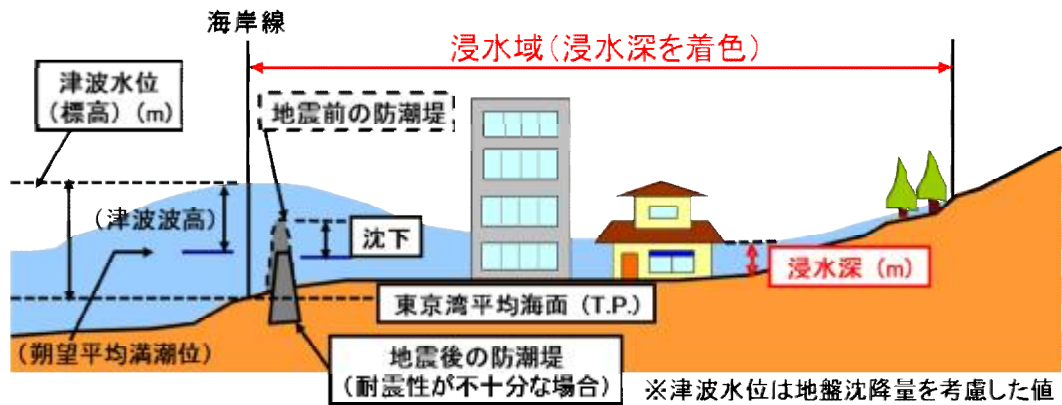 海岸線
浸水域(浸水深を着色)
津波水位
(標高)(m)
地震前の防潮堤
(津波波高)
沈下
浸水深(m)
東京湾平均海面(T.P.)
(朔望平均満潮位)
地震後の防潮堤
(耐震性が不十分な場合)
※津波水位は地盤沈降量を考慮した値